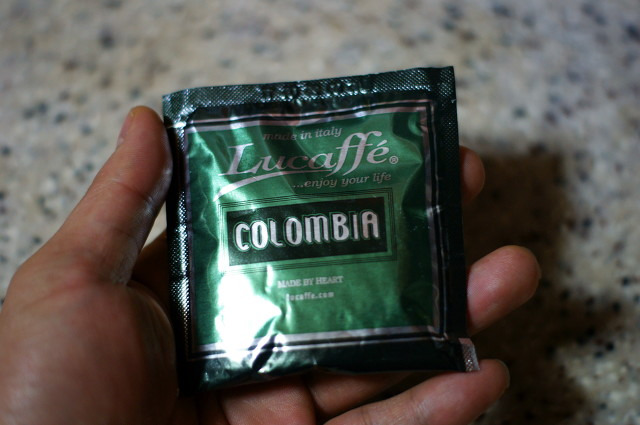 made in italy
Lucaffé®
...enjoy your life
COLOMBIA
MADE BY HEART
lucaffe.com